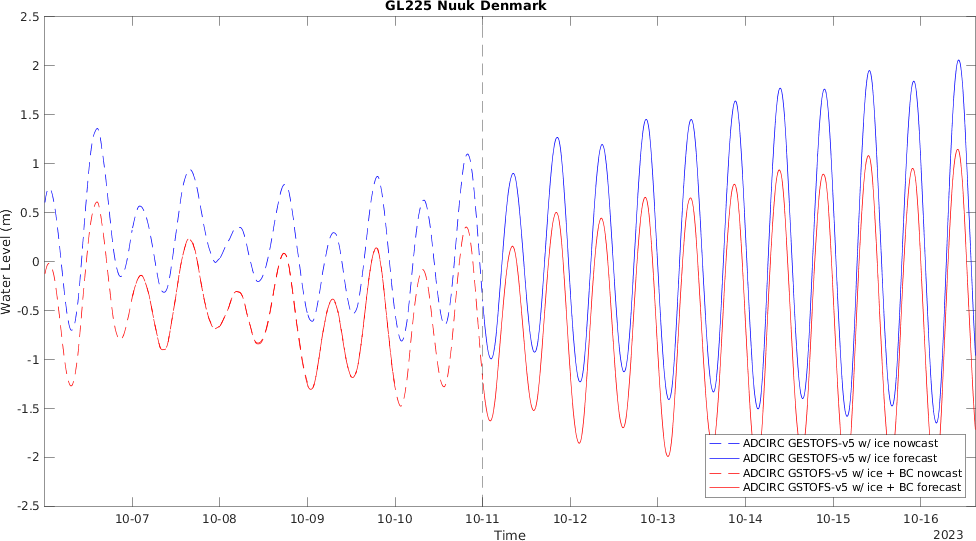 GL225 Nuuk Denmark
2.5
2
1.5
1
0.5
0
-0.5
-1
-1.5
-2
-2.5
Water Level (m)
ADCIRC GESTOFS-v5 w/ ice nowcast
ADCIRC GESTOFS-v5 w/ ice forecast
ADCIRC GSTOFS-v5 w/ ice + BC nowcast
ADCIRC GSTOFS-v5 w/ ice + BC forecast
10-07 10-08 10-09 10-10 10-11 10-12 10-13 10-14 10-15 10-16
Time
2023